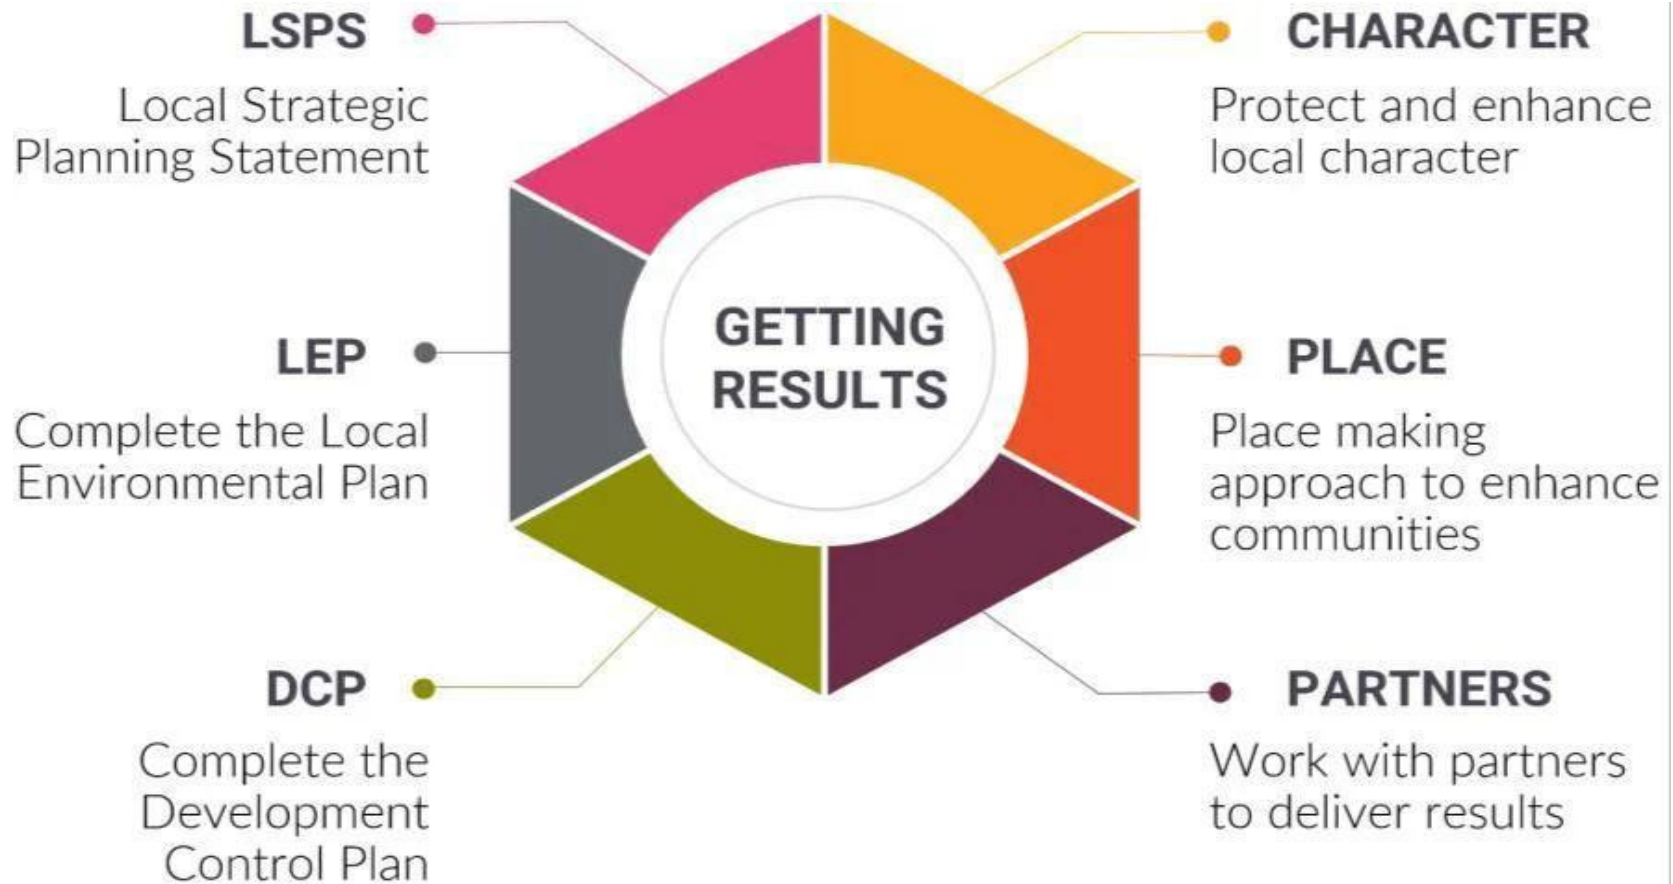 LSPS
Local Strategic
Planning Statement
LEP
Complete the Local
Environmental Plan
DCP
Complete the
Development
Control Plan
GETTING
RESULTS
CHARACTER
Protect and enhance
local character
PLACE
Place making
approach to enhance
communities
PARTNERS
Work with partners
to deliver results